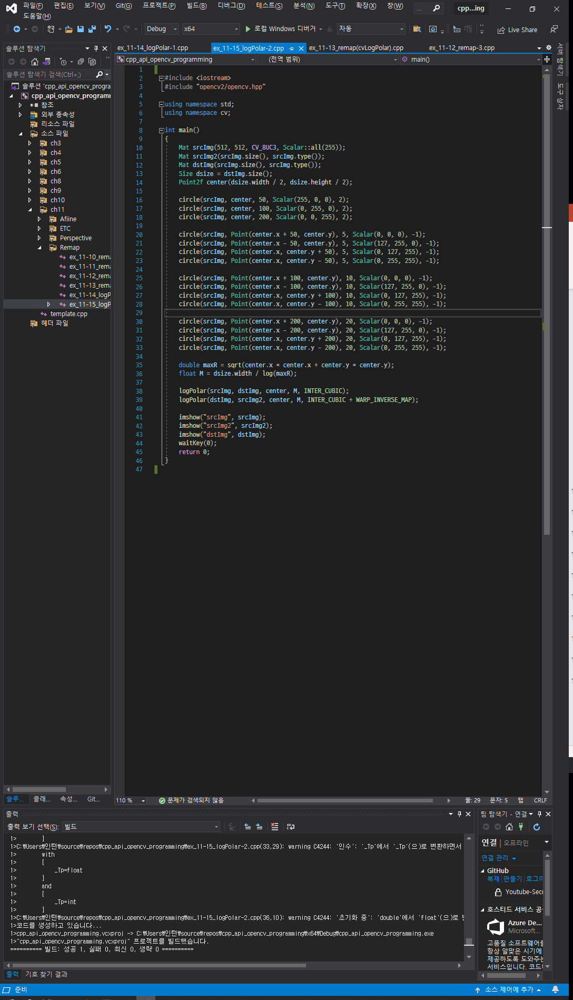 파일(F) 편집(E) 보기(V) Git(G) 프로젝트(P) 빌드(B) 디버그(D) 테스트(S) 분석(N) 도구(T) 확장(X) 창(W)
도움말(H)
... cpp...ing
Debug x64 로컬 Windows 디버거 자동 Live Share
솔루션 탐색기
솔루션 탐색기 검색(Ctrl+;)
솔루션 'cpp_api_opencv_progra
cpp_api_opencv_programm
참조
외부 종속성
리소스 파일
소스 파일
ch3
ch4
ch5
ch6
ch8
ch9
ch10
ch11
Afiine
ETC
Perspective
Remap
ex_11-10_rema
ex_11-11_rema
ex_11-12_rema
ex_11-13_rema
ex_11-14_logP
ex_11-15_logP
template.cpp
헤더 파일
솔루... 클래... 속성... Git...
ex_11-14_logPolar-1.cpp ex_11-15_logPolar-2.cpp ex_11-13_remap(cvLogPolar).cpp ex_11-12_remap-3.cpp
cpp_api_opencv_programming (전역 범위) main()
1
2 #include <iostream>
3 #include "opencv2/opencv.hpp"
4
5 using namespace std;
6 using namespace cv;
7
8 int main()
9 {
10 Mat srcImg(512, 512, CV_8UC3, Scalar::all(255));
11 Mat srcImg2(srcImg.size(), srcImg.type());
12 Mat dstImg(srcImg.size(), srcImg.type());
13 Size dsize = dstImg.size();
14 Point2f center(dsize.width / 2, dsize.height / 2);
15
16 circle(srcImg, center, 50, Scalar(255, 0, 0), 2);
17 circle(srcImg, center, 100, Scalar(0, 255, 0), 2);
18 circle(srcImg, center, 200, Scalar(0, 0, 255), 2);
19
20 circle(srcImg, Point(center.x + 50, center.y), 5, Scalar(0, 0, 0), -1);
21 circle(srcImg, Point(center.x - 50, center.y), 5, Scalar(127, 255, 0), -1);
22 circle(srcImg, Point(center.x, center.y + 50), 5, Scalar(0, 127, 255), -1);
23 circle(srcImg, Point(center.x, center.y - 50), 5, Scalar(0, 255, 255), -1);
24
25 circle(srcImg, Point(center.x + 100, center.y), 10, Scalar(0, 0, 0), -1);
26 circle(srcImg, Point(center.x - 100, center.y), 10, Scalar(127, 255, 0), -1);
27 circle(srcImg, Point(center.x, center.y + 100), 10, Scalar(0, 127, 255), -1);
28 circle(srcImg, Point(center.x, center.y - 100), 10, Scalar(0, 255, 255), -1);
29
30 circle(srcImg, Point(center.x + 200, center.y), 20, Scalar(0, 0, 0), -1);
31 circle(srcImg, Point(center.x - 200, center.y), 20, Scalar(127, 255, 0), -1);
32 circle(srcImg, Point(center.x, center.y + 200), 20, Scalar(0, 127, 255), -1);
33 circle(srcImg, Point(center.x, center.y - 200), 20, Scalar(0, 255, 255), -1);
34
35 double maxR = sqrt(center.x * center.x + center.y * center.y);
36 float M = dsize.width / log(maxR);
37
38 logPolar(srcImg, dstImg, center, M, INTER_CUBIC);
39 logPolar(dstImg, srcImg2, center, M, INTER_CUBIC + WARP_INVERSE_MAP);
40
41 imshow("srcImg", srcImg);
42 imshow("srcImg2", srcImg2);
43 imshow("dstImg", dstImg);
44 waitKey(0);
45 return 0;
46 }
47
서버 탐색기
도구 상자
110 % 문제가 검색되지 않음 줄: 29 문자: 5 탭 CRLF
출력
출력 보기 선택(S): 빌드
1> ]
1>C:₩Users₩인턴₩source₩repos₩cpp_api_opencv_programming₩ex_11-15_logPolar-2.cpp(33,29): warning C4244: '인수': '_Tp'에서 '_Tp'(으)로 변환하면서
1> with
1> [
1> _Tp=float
1> ]
1> and
1> [
1> _Tp=int
1> ]
1>C:₩Users₩인턴₩source₩repos₩cpp_api_opencv_programming₩ex_11-15_logPolar-2.cpp(36,10): warning C4244: '초기화 중': 'double'에서 'float'(으)로
1>코드를 생성하고 있습니다...
1>cpp_api_opencv_programming.vcxproj -> C:₩Users₩인턴₩source₩repos₩cpp_api_opencv_programming₩x64₩Debug₩cpp_api_opencv_programming.exe
1>"cpp_api_opencv_programming.vcxproj" 프로젝트를 빌드했습니다.
========== 빌드: 성공 1, 실패 0, 최신 0, 생략 0 ==========
출력 기호 찾기 결과
팀 탐색기 - 연결
연결 | 오프라인
연결 관리
GitHub
복제 | 만들기 | 로그
Youtube-Secr
호스티드 서비스 공
Azure De...
Microsoft...
고품질 소프트웨어를
항상 알맞은 시기에
제공하도록 도와주는
서비스입니다. 코드
준비 소스 제어에 추가